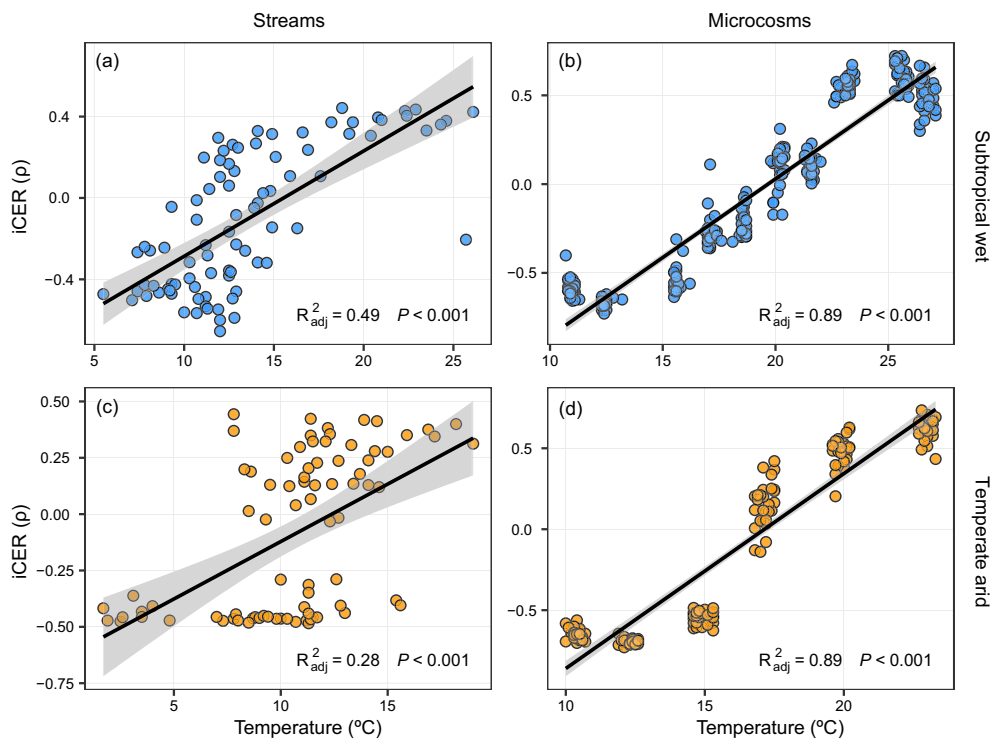 Streams
Microcosms
(a)
0.4
0.0
−0.4
iCER (ρ)
R²adj = 0.49 P < 0.001
5 10 15 20 25
(b)
0.5
0.0
−0.5
R²adj = 0.89 P < 0.001
10 15 20 25
Subtropical wet
(c)
0.50
0.25
0.00
−0.25
−0.50
−0.75
iCER (ρ)
R²adj = 0.28 P < 0.001
5 10 15
Temperature (ºC)
(d)
0.5
0.0
−0.5
R²adj = 0.89 P < 0.001
10 15 20
Temperature (ºC)
Temperate arid